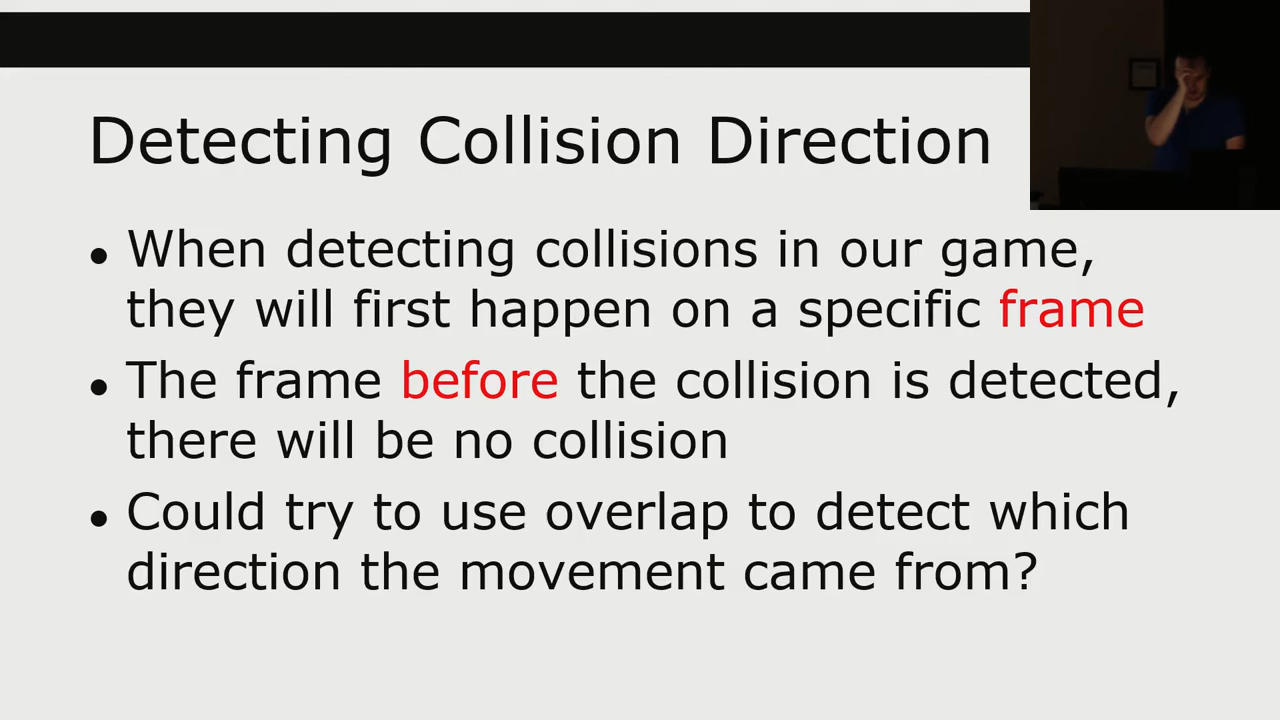 Detecting Collision Direction
• When detecting collisions in our game,
they will first happen on a specific frame
• The frame before the collision is detected,
there will be no collision
• Could try to use overlap to detect which
direction the movement came from?